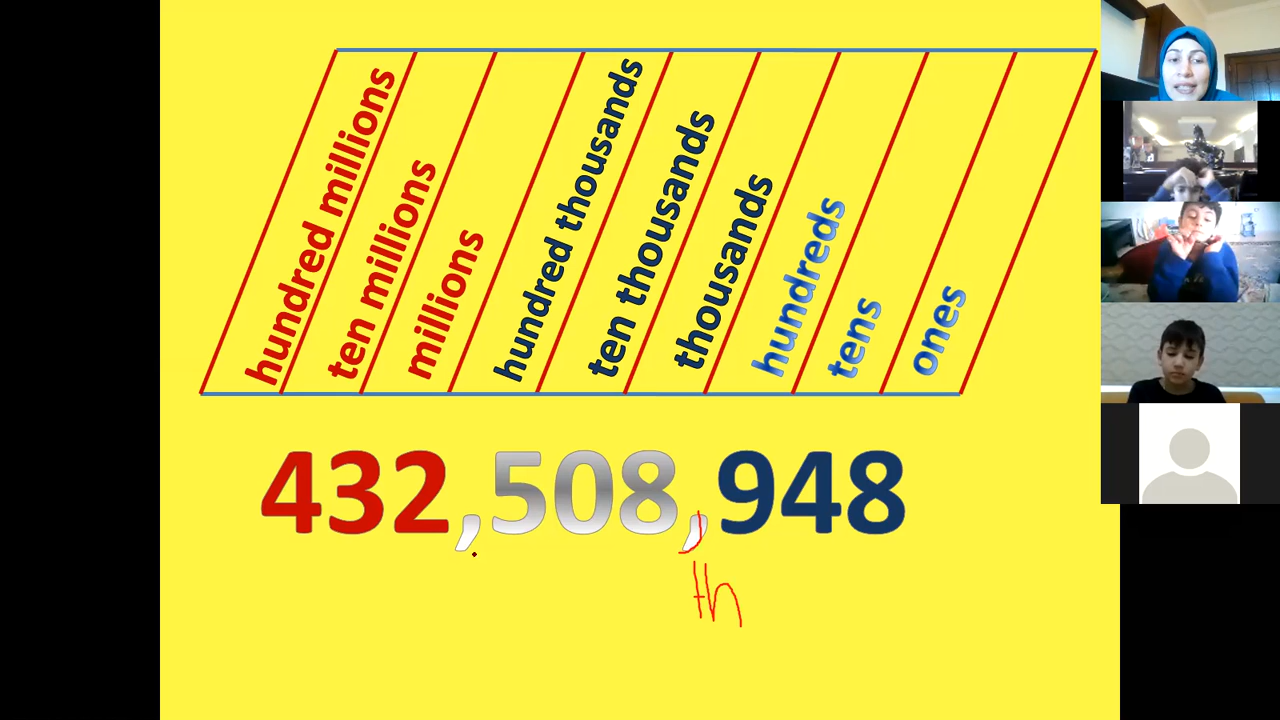 hundred millions
ten millions
millions
hundred thousands
ten thousands
thousands
hundreds
tens
ones
432,508,948
th